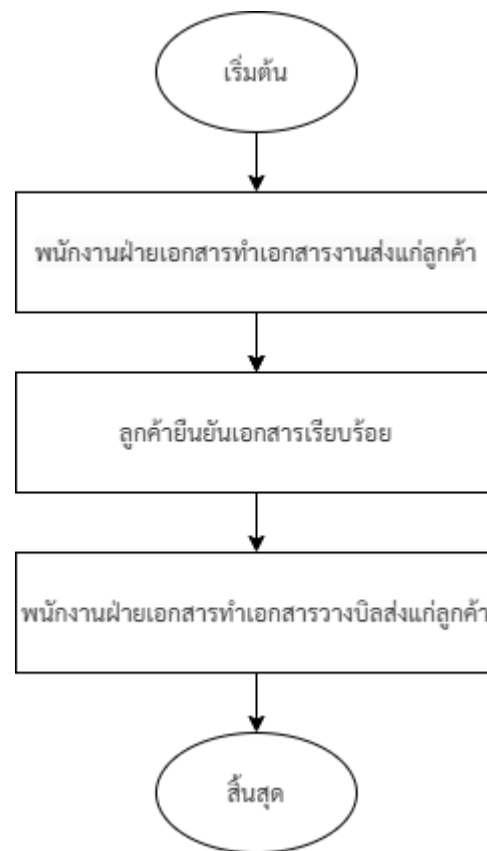 เริ่มต้น
พนักงานฝ่ายเอกสารทำเอกสารงานส่งแก่ลูกค้า
ลูกค้ายืนยันเอกสารเรียบร้อย
พนักงานฝ่ายเอกสารทำเอกสารวางบิลส่งแก่ลูกค้า
สิ้นสุด